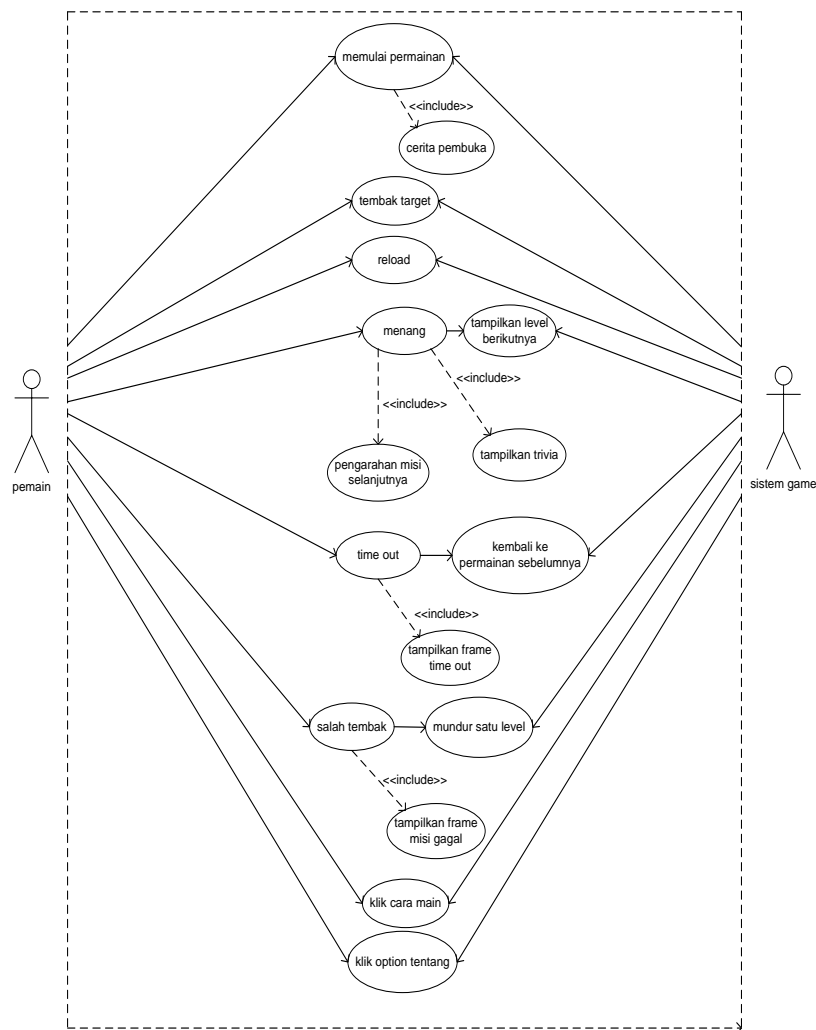 memulai permainan
<<include>>
cerita pembuka
tembak target
reload
menang
tampilkan level
berikutnya
<<include>>
<<include>>
pengarahan misi
selanjutnya
tampilkan trivia
pemain
sistem game
time out
kembali ke
permainan sebelumnya
<<include>>
tampilkan frame
time out
salah tembak
mundur satu level
<<include>>
tampilkan frame
misi gagal
klik cara main
klik option tentang